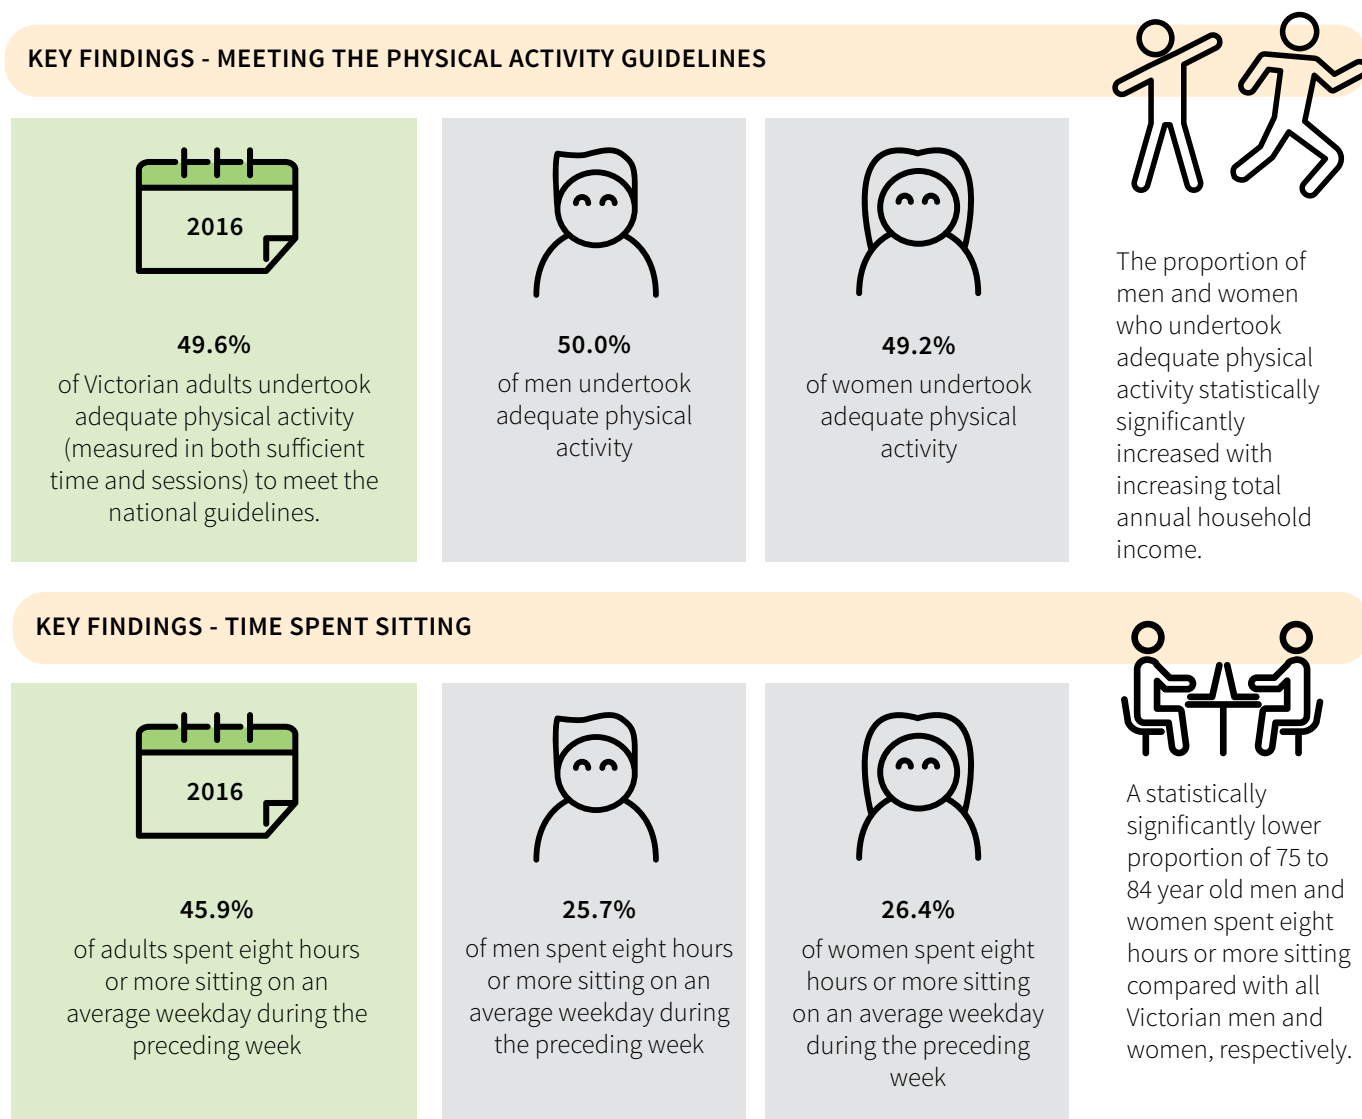 KEY FINDINGS - MEETING THE PHYSICAL ACTIVITY GUIDELINES
2016
49.6%
of Victorian adults undertook
adequate physical activity
(measured in both sufficient
time and sessions) to meet the
national guidelines.
50.0%
of men undertook
adequate physical
activity
49.2%
of women undertook
adequate physical
activity
The proportion of
men and women
who undertook
adequate physical
activity statistically
significantly
increased with
increasing total
annual household
income.
KEY FINDINGS - TIME SPENT SITTING
2016
45.9%
of adults spent eight hours
or more sitting on an
average weekday during the
preceding week
25.7%
of men spent eight hours
or more sitting on an
average weekday during
the preceding week
26.4%
of women spent eight
hours or more sitting
on an average weekday
during the preceding
week
A statistically
significantly lower
proportion of 75 to
84 year old men and
women spent eight
hours or more sitting
compared with all
Victorian men and
women, respectively.